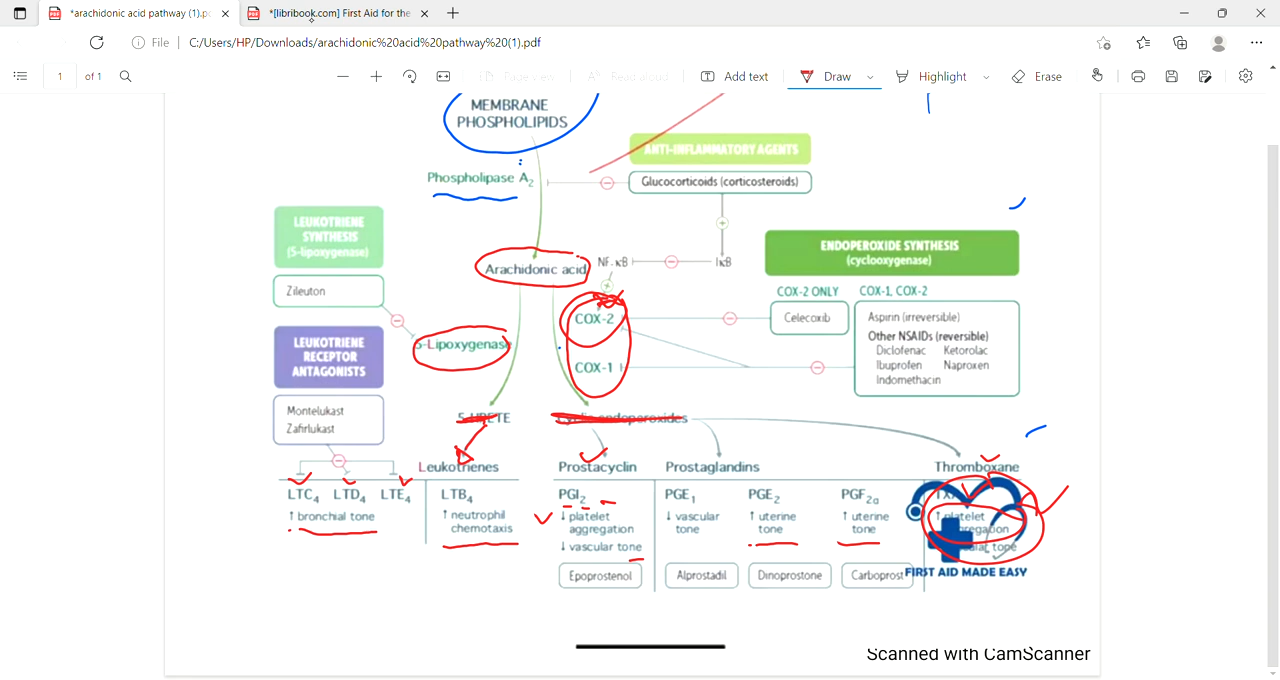 *arachidonic acid pathway (1).pd
*[libribook.com] First Aid for the
File
C:/Users/HP/Downloads/arachidonic%20acid%20pathway%20(1).pdf
1 of 1
Page view
Read aloud
Add text
Draw
Highlight
Erase
MEMBRANE
PHOSPHOLIPIDS
ANTI-INFLAMMATORY AGENTS
Phospholipase A2
Glucocorticoids (corticosteroids)
LEUKOTRIENE
SYNTHESIS
(5-lipoxygenase)
ENDOPEROXIDE SYNTHESIS
(cyclooxygenase)
Arachidonic acid
NF-κB
IκB
Zileuton
COX-2 ONLY
COX-1, COX-2
COX-2
Celecoxib
Aspirin (irreversible)
Other NSAIDs (reversible)
Diclofenac Ketorolac
Ibuprofen Naproxen
Indomethacin
LEUKOTRIENE
RECEPTOR
ANTAGONISTS
5-Lipoxygenase
COX-1
Montelukast
Zafirlukast
Leukotrienes
Prostacyclin
Prostaglandins
Thromboxane
LTC4 LTD4 LTE4
↑ bronchial tone
LTB4
↑ neutrophil
chemotaxis
PGI2
↓ platelet
aggregation
↓ vascular tone
Epoprostenol
PGE1
↓ vascular
tone
Alprostadil
PGE2
↑ uterine
tone
Dinoprostone
PGF2α
↑ uterine
tone
Carboprost
↑ platelet
tone
FIRST AID MADE EASY
Scanned with CamScanner